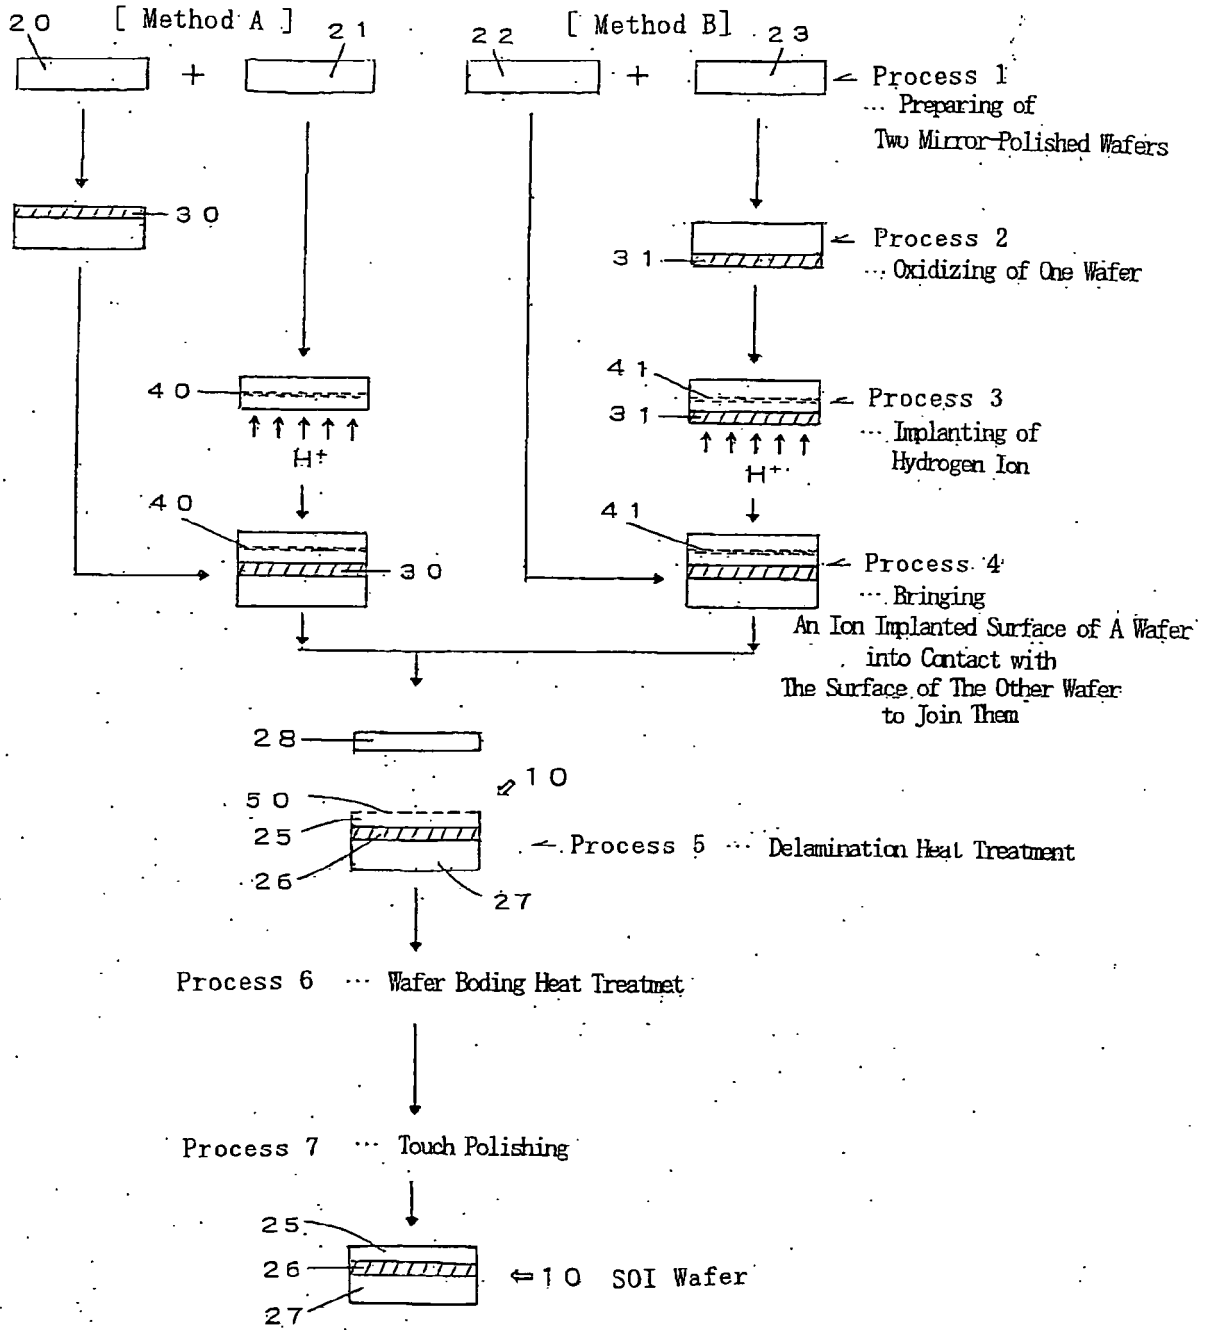 [ Method A ]
[ Method B]
20
21
22
23
+
+
Process 1
... Preparing of
Two Mirror-Polished Wafers
30
Process 2
... Oxidizing of One Wafer
31
40
41
31
Process 3
... Implanting of
Hydrogen Ion
H+
H+
40
41
30
Process 4
... Bringing
An Ion Implanted Surface of A Wafer
into Contact with
The Surface of The Other Wafer
to Join Them
28
10
50
25
26
27
Process 5 ... Delamination Heat Treatment
Process 6 ... Wafer Boding Heat Treatmet
Process 7 ... Touch Polishing
25
26
27
10 SOI Wafer